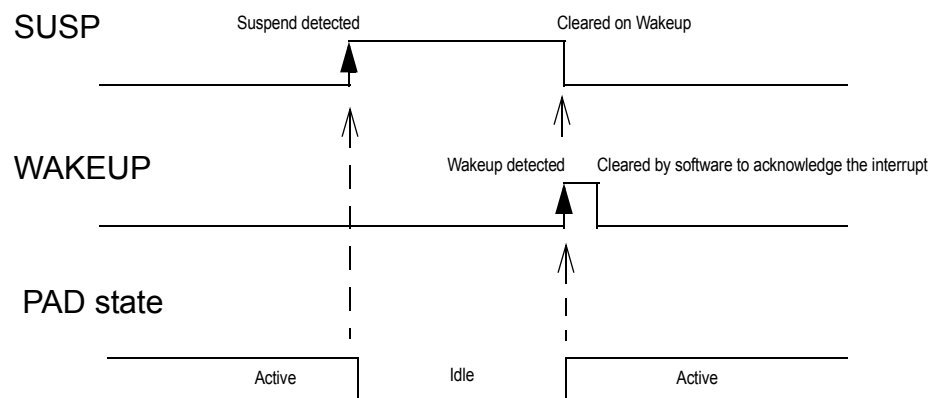 SUSP
Suspend detected
Cleared on Wakeup
WAKEUP
Wakeup detected
Cleared by software to acknowledge the interrupt
PAD state
Active
Idle
Active